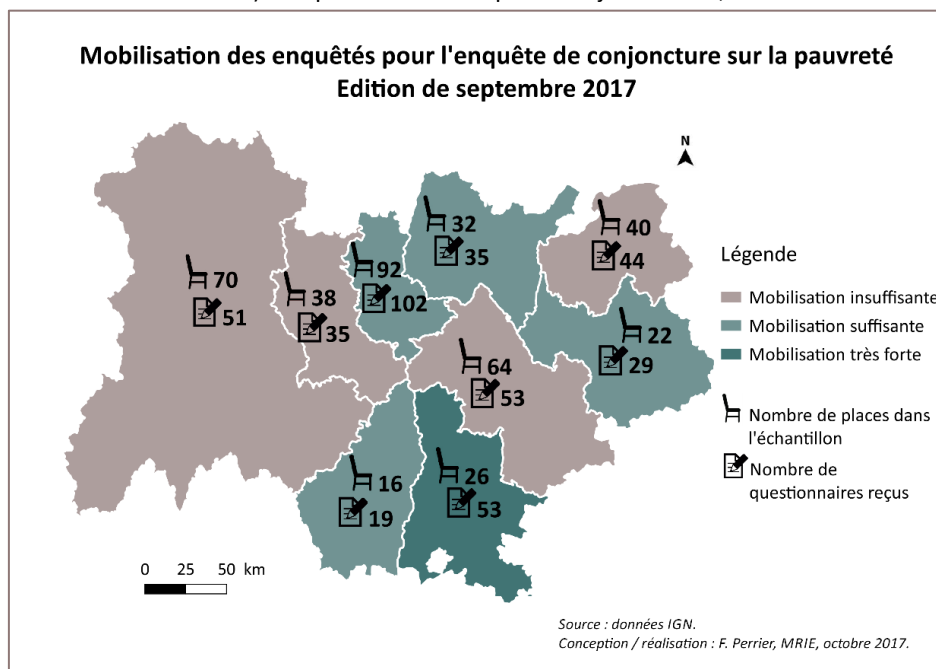 Mobilisation des enquêtés pour l'enquête de conjoncture sur la pauvreté
Edition de septembre 2017
N
32
35
40
44
92
102
70
51
38
35
22
29
64
53
16
19
26
53
Légende
Mobilisation insuffisante
Mobilisation suffisante
Mobilisation très forte
Nombre de places dans
l'échantillon
Nombre de
questionnaires reçus
0 25 50 km
Source : données IGN.
Conception / réalisation : F. Perrier, MRIE, octobre 2017.